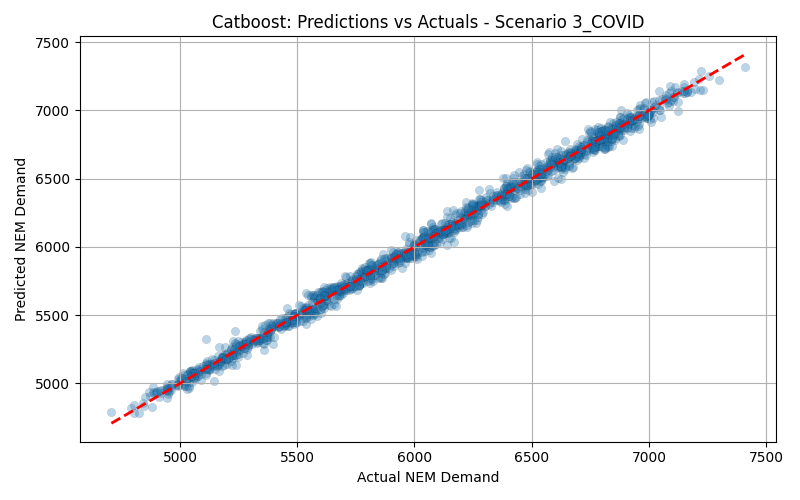 Catboost: Predictions vs Actuals - Scenario 3_COVID
7500
7000
6500
6000
5500
5000
Predicted NEM Demand
5000 5500 6000 6500 7000 7500
Actual NEM Demand